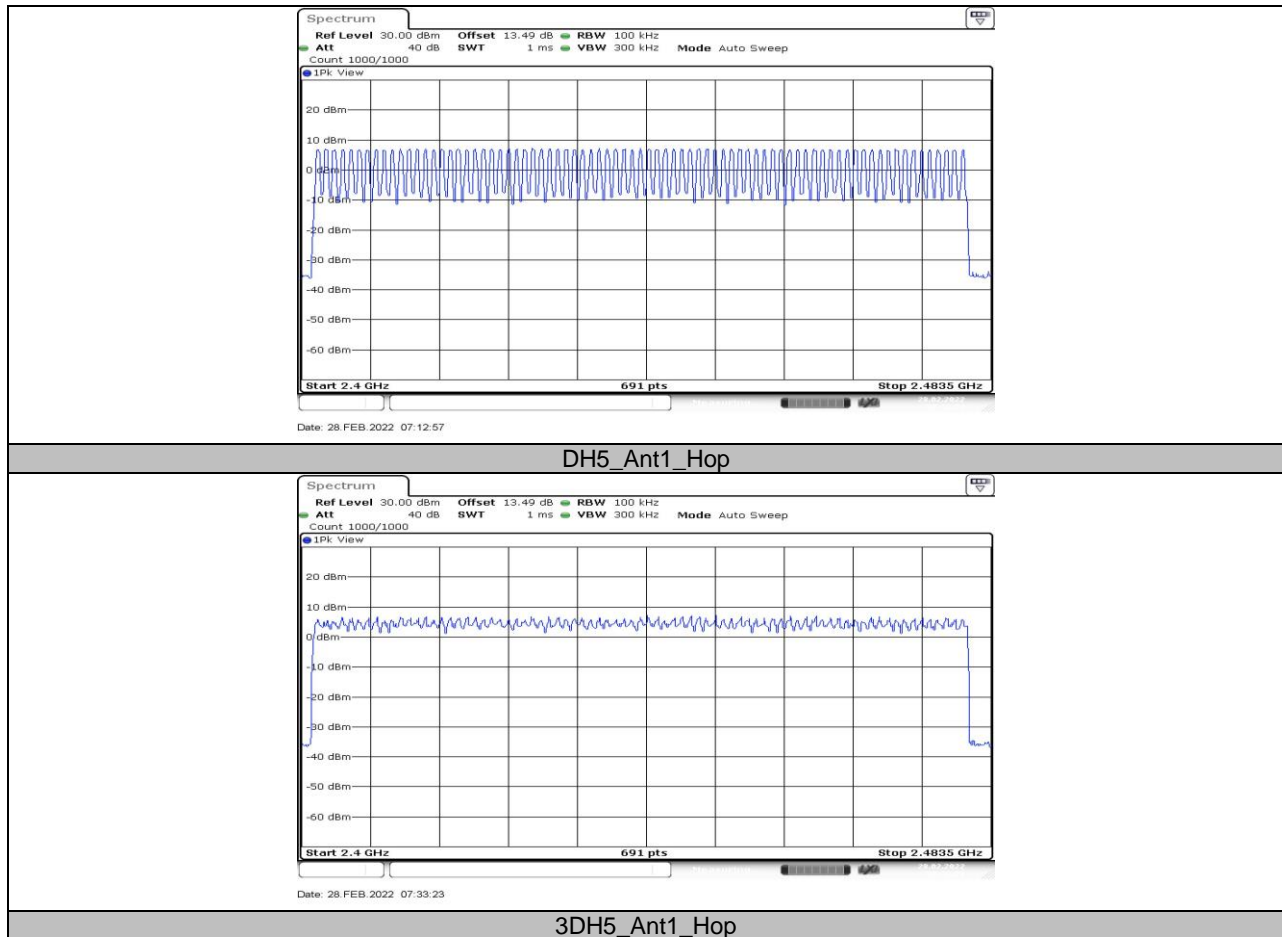 Spectrum
Ref Level 30.00 dBm Offset 13.49 dB RBW 100 kHz
Att 40 dB SWT 1 ms VBW 300 kHz Mode Auto Sweep
Count 1000/1000
1Pk View
20 dBm
10 dBm
0 dBm
-10 dBm
-20 dBm
-30 dBm
-40 dBm
-50 dBm
-60 dBm
Start 2.4 GHz 691 pts Stop 2.4835 GHz
Date: 28.FEB.2022 07:12:57
DH5_Ant1_Hop
Spectrum
Ref Level 30.00 dBm Offset 13.49 dB RBW 100 kHz
Att 40 dB SWT 1 ms VBW 300 kHz Mode Auto Sweep
Count 1000/1000
1Pk View
20 dBm
10 dBm
0 dBm
-10 dBm
-20 dBm
-30 dBm
-40 dBm
-50 dBm
-60 dBm
Start 2.4 GHz 691 pts Stop 2.4835 GHz
Date: 28.FEB.2022 07:33:23
3DH5_Ant1_Hop